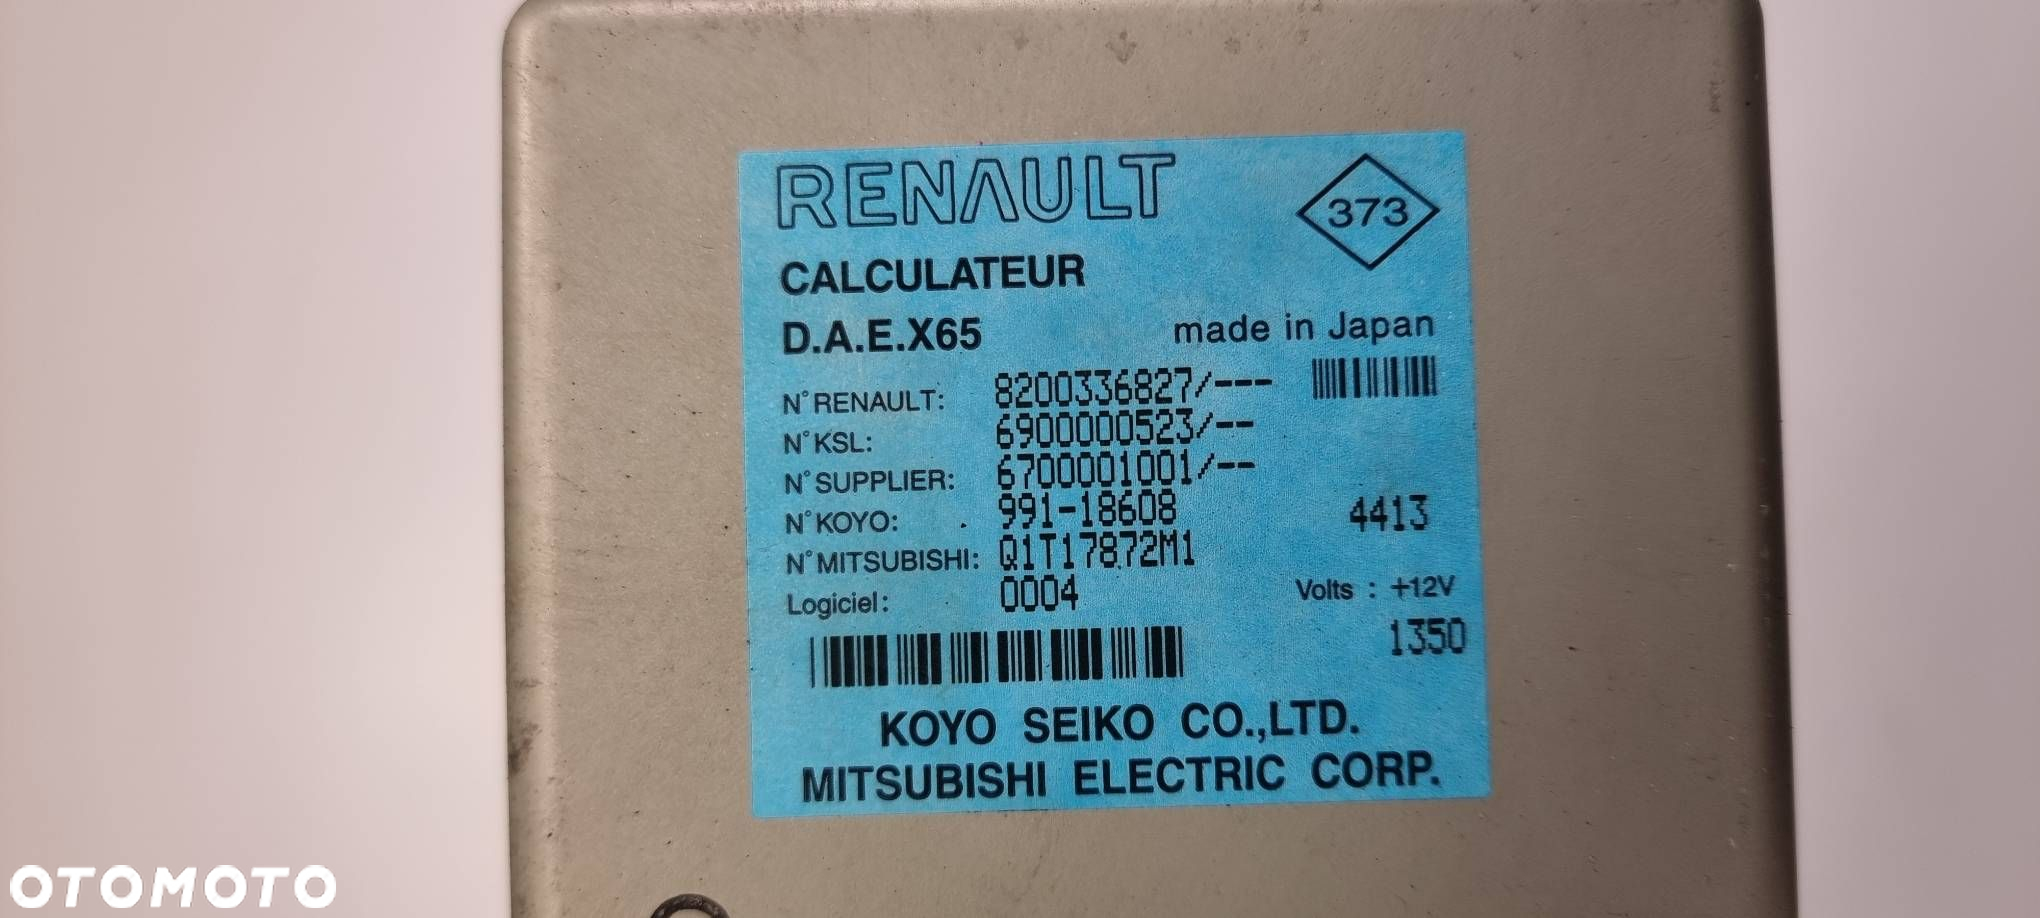 RENAULT
373
CALCULATEUR
D.A.E.X65 made in Japan
N°RENAULT: 8200336827/---
N°KSL: 6900000523/--
N°SUPPLIER: 6700001001/--
N°KOYO: 991-18608 4413
N°MITSUBISHI: Q1T17872M1
Logiciel: 0004 Volts : +12V
1350
KOYO SEIKO CO.,LTD.
MITSUBISHI ELECTRIC CORP.
OTOMOTO